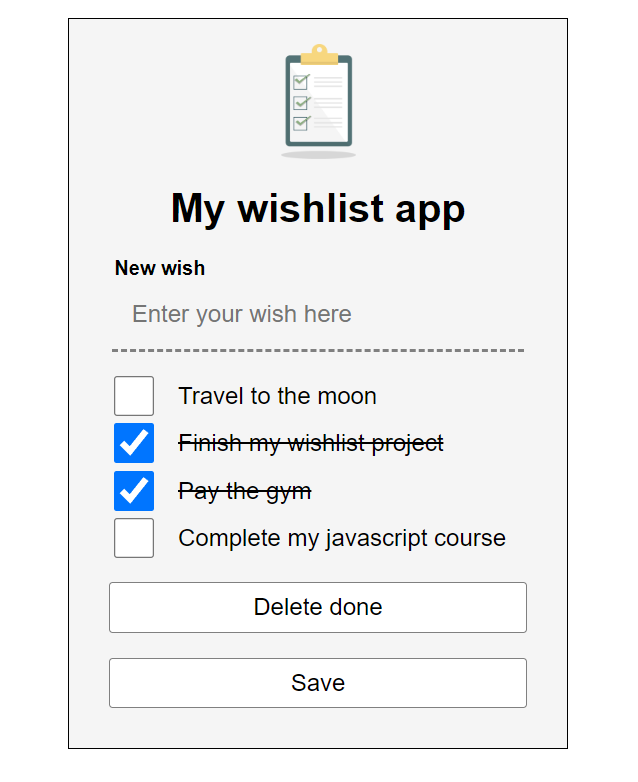 My wishlist app
New wish
Enter your wish here
Travel to the moon
Finish my wishlist project
Pay the gym
Complete my javascript course
Delete done
Save